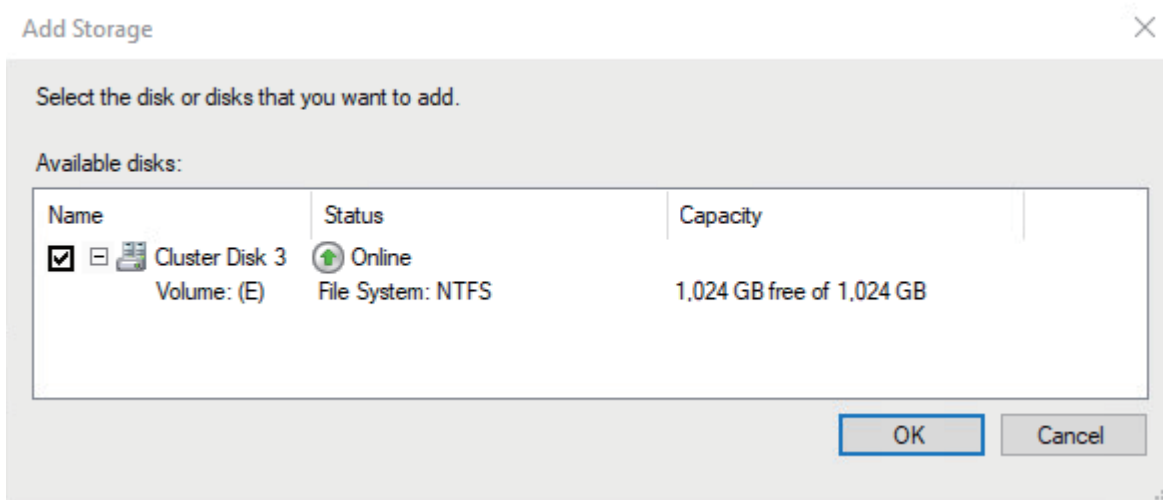 Add Storage
Select the disk or disks that you want to add.
Available disks:
Name Status Capacity
Cluster Disk 3 Online
Volume: (E) File System: NTFS 1,024 GB free of 1,024 GB
OK Cancel